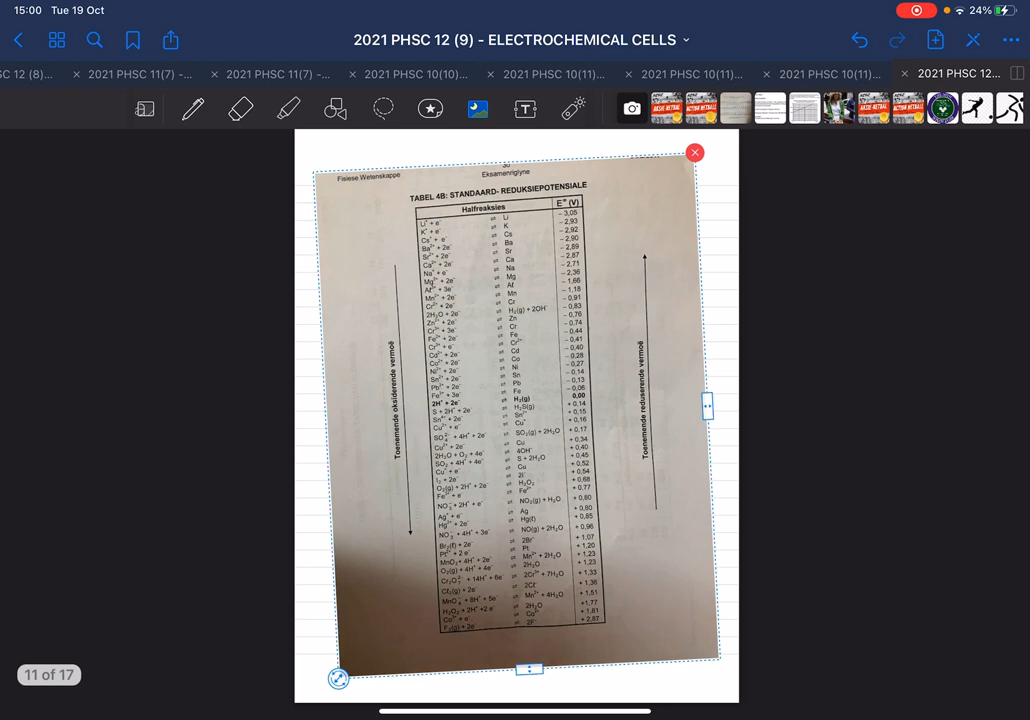 15:00 Tue 19 Oct
24%
2021 PHSC 12 (9) - ELECTROCHEMICAL CELLS
SC 12 (8)...
2021 PHSC 11(7) -...
2021 PHSC 11(7) -...
2021 PHSC 10(10)...
2021 PHSC 10(11)...
2021 PHSC 10(11)...
2021 PHSC 10(11)...
2021 PHSC 12...
Fisiese Wetenskappe
30
Eksamenriglyne
TABEL 4B: STANDAARD- REDUKSIEPOTENSIALE
Halfreaksies E° (V)
Li⁺ + e⁻ ⇌ Li − 3,05
K⁺ + e⁻ ⇌ K − 2,93
Cs⁺ + e⁻ ⇌ Cs − 2,92
Ba²⁺ + 2e⁻ ⇌ Ba − 2,90
Sr²⁺ + 2e⁻ ⇌ Sr − 2,89
Ca²⁺ + 2e⁻ ⇌ Ca − 2,87
Na⁺ + e⁻ ⇌ Na − 2,71
Mg²⁺ + 2e⁻ ⇌ Mg − 2,36
Aℓ³⁺ + 3e⁻ ⇌ Aℓ − 1,66
Mn²⁺ + 2e⁻ ⇌ Mn − 1,18
Cr²⁺ + 2e⁻ ⇌ Cr − 0,91
2H₂O + 2e⁻ ⇌ H₂(g) + 2OH⁻ − 0,83
Zn²⁺ + 2e⁻ ⇌ Zn − 0,76
Cr³⁺ + 3e⁻ ⇌ Cr − 0,74
Fe²⁺ + 2e⁻ ⇌ Fe − 0,44
Cr³⁺ + e⁻ ⇌ Cr²⁺ − 0,41
Cd²⁺ + 2e⁻ ⇌ Cd − 0,40
Co²⁺ + 2e⁻ ⇌ Co − 0,28
Ni²⁺ + 2e⁻ ⇌ Ni − 0,27
Sn²⁺ + 2e⁻ ⇌ Sn − 0,14
Pb²⁺ + 2e⁻ ⇌ Pb − 0,13
Fe³⁺ + 3e⁻ ⇌ Fe − 0,06
2H⁺ + 2e⁻ ⇌ H₂(g) 0,00
S + 2H⁺ + 2e⁻ ⇌ H₂S(g) + 0,14
Sn⁴⁺ + 2e⁻ ⇌ Sn²⁺ + 0,15
Cu²⁺ + e⁻ ⇌ Cu⁺ + 0,16
SO₄²⁻ + 4H⁺ + 2e⁻ ⇌ SO₂(g) + 2H₂O + 0,17
Cu²⁺ + 2e⁻ ⇌ Cu + 0,34
2H₂O + O₂ + 4e⁻ ⇌ 4OH⁻ + 0,40
SO₂ + 4H⁺ + 4e⁻ ⇌ S + 2H₂O + 0,45
Cu⁺ + e⁻ ⇌ Cu + 0,52
I₂ + 2e⁻ ⇌ 2I⁻ + 0,54
O₂(g) + 2H⁺ + 2e⁻ ⇌ H₂O₂ + 0,68
Fe³⁺ + e⁻ ⇌ Fe²⁺ + 0,77
NO₃⁻ + 2H⁺ + e⁻ ⇌ NO₂(g) + H₂O + 0,80
Ag⁺ + e⁻ ⇌ Ag + 0,80
Hg²⁺ + 2e⁻ ⇌ Hg(ℓ) + 0,85
NO₃⁻ + 4H⁺ + 3e⁻ ⇌ NO(g) + 2H₂O + 0,96
Br₂(ℓ) + 2e⁻ ⇌ 2Br⁻ + 1,07
Pt²⁺ + 2 e⁻ ⇌ Pt + 1,20
MnO₂ + 4H⁺ + 2e⁻ ⇌ Mn²⁺ + 2H₂O + 1,23
O₂(g) + 4H⁺ + 4e⁻ ⇌ 2H₂O + 1,23
Cr₂O₇²⁻ + 14H⁺ + 6e⁻ ⇌ 2Cr³⁺ + 7H₂O + 1,33
Cℓ₂(g) + 2e⁻ ⇌ 2Cℓ⁻ + 1,36
MnO₄⁻ + 8H⁺ + 5e⁻ ⇌ Mn²⁺ + 4H₂O + 1,51
H₂O₂ + 2H⁺ +2 e⁻ ⇌ 2H₂O +1,77
Co³⁺ + e⁻ ⇌ Co²⁺ + 1,81
F₂(g) + 2e⁻ ⇌ 2F⁻ + 2,87
Toenemende oksiderende vermoë
Toenemende reduserende vermoë
11 of 17